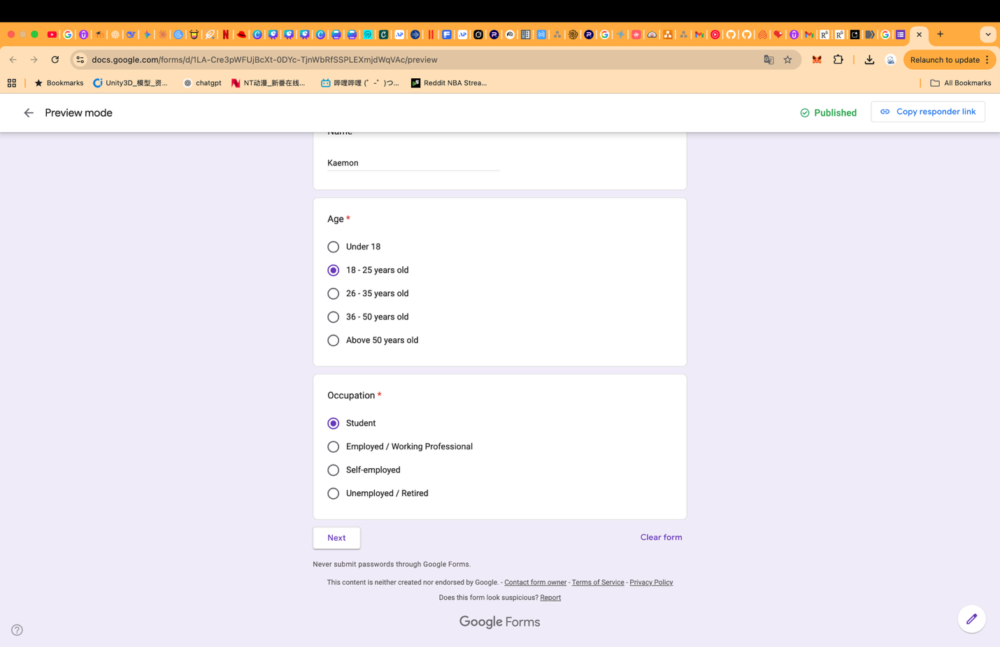 docs.google.com/forms/d/1LA-Cre3pWFUjBcXt-0DYc-TjnWbRfSSPLEXmjdWqVAc/preview
Relaunch to update
Bookmarks
Unity3D_模型_资...
chatgpt
NT动漫_新番在线...
哔哩哔哩 (゜-゜)つ...
Reddit NBA Strea...
All Bookmarks
Preview mode
Published
Copy responder link
Name
Kaemon
Age *
Under 18
18 - 25 years old
26 - 35 years old
36 - 50 years old
Above 50 years old
Occupation *
Student
Employed / Working Professional
Self-employed
Unemployed / Retired
Next
Clear form
Never submit passwords through Google Forms.
This content is neither created nor endorsed by Google. - Contact form owner - Terms of Service - Privacy Policy
Does this form look suspicious? Report
Google Forms